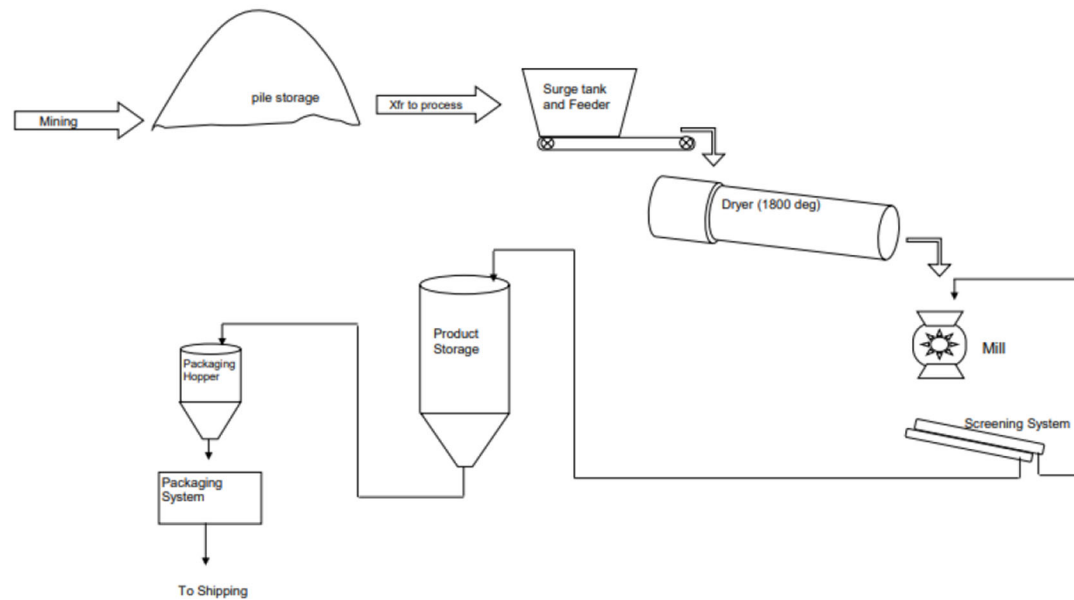 Mining
pile storage
Xfr to process
Surge tank
and Feeder
Dryer (1800 deg)
Mill
Screening System
Product
Storage
Packaging
Hopper
Packaging
System
To Shipping